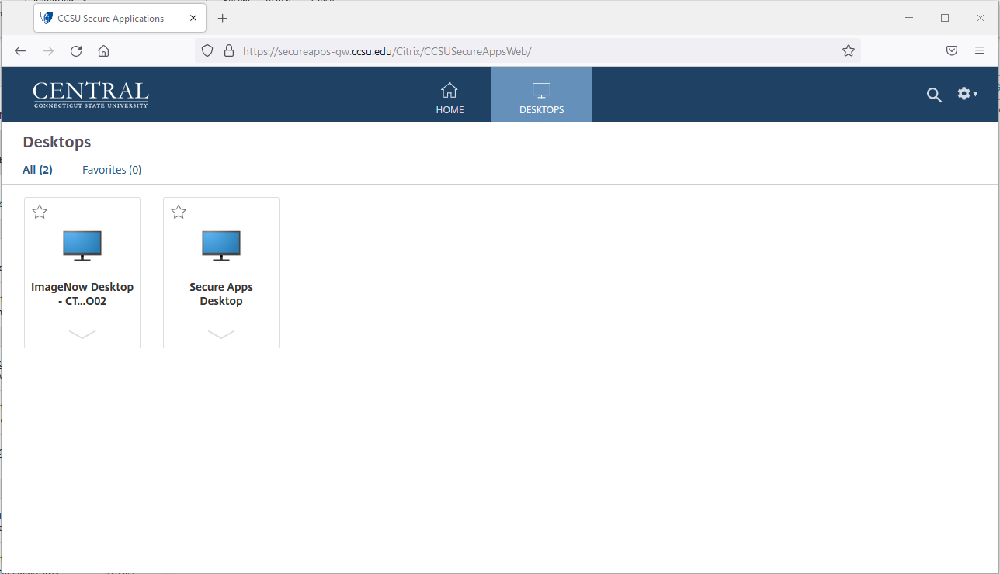 CCSU Secure Applications
https://secureapps-gw.ccsu.edu/Citrix/CCSUSecureAppsWeb/
CENTRAL
CONNECTICUT STATE UNIVERSITY
HOME
DESKTOPS
Desktops
All (2)
Favorites (0)
ImageNow Desktop
- CT...O02
Secure Apps
Desktop